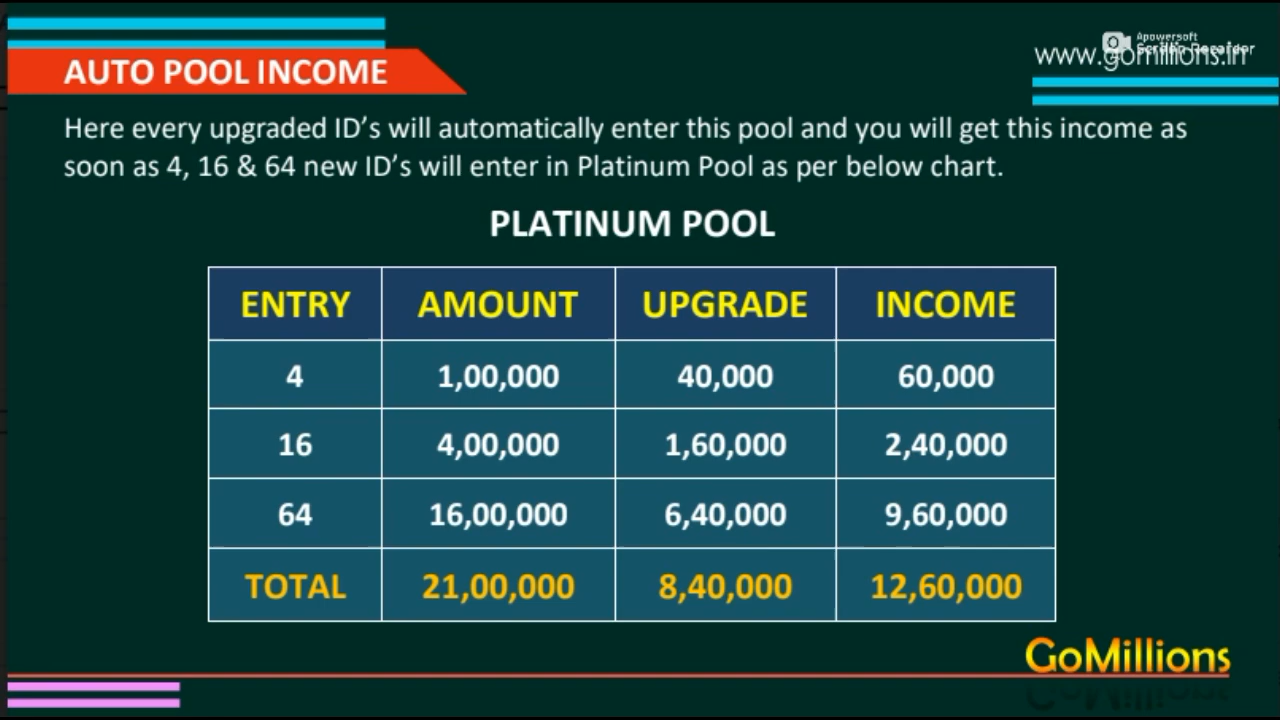 Apowersoft
Screen Recorder
www.gomillions.in
AUTO POOL INCOME
Here every upgraded ID’s will automatically enter this pool and you will get this income as
soon as 4, 16 & 64 new ID’s will enter in Platinum Pool as per below chart.
PLATINUM POOL
ENTRY AMOUNT UPGRADE INCOME
4 1,00,000 40,000 60,000
16 4,00,000 1,60,000 2,40,000
64 16,00,000 6,40,000 9,60,000
TOTAL 21,00,000 8,40,000 12,60,000
GoMillions